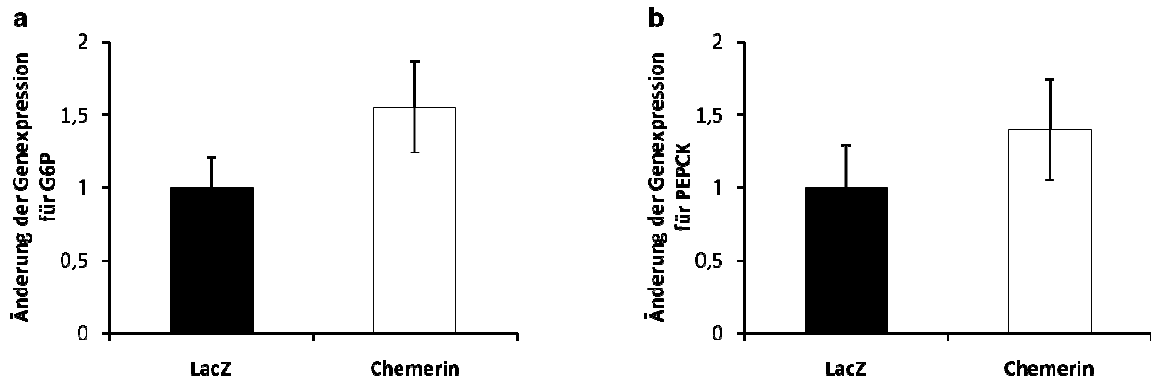 a
Änderung der Genexpression
für G6P
2
1,5
1
0,5
0
LacZ
Chemerin
b
Änderung der Genexpression
für PEPCK
2
1,5
1
0,5
0
LacZ
Chemerin